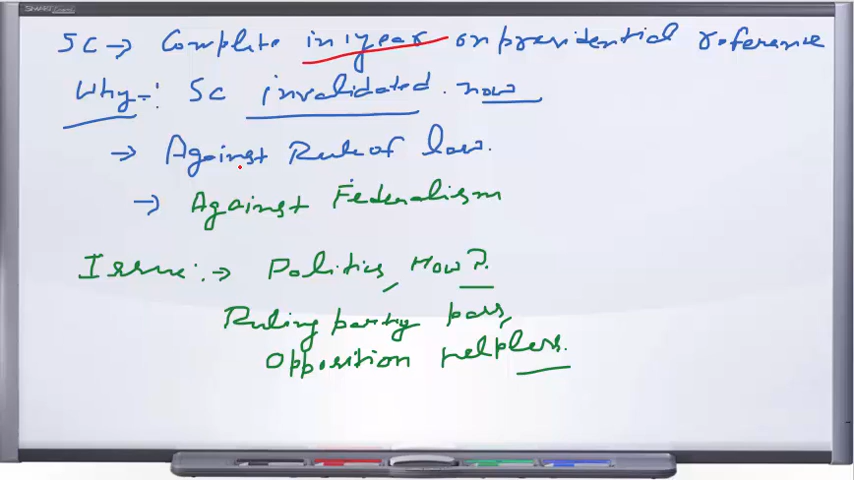 SC → Complete in 1 year on presidential reference
Why -: SC invalidated. now
→ Against Rule of law.
→ Against Federalism
Issue: → Politics, How?.
Ruling party pass,
Opposition helpless.